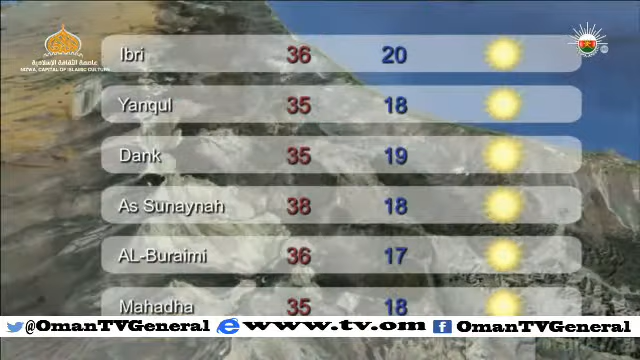 عاصمة الثقافة الإسلامية
NIZWA, CAPITAL OF ISLAMIC CULTURE
Ibri 36 20
Yanqul 35 18
Dank 35 19
As Sunaynah 38 18
AL-Buraimi 36 17
Mahadha 35 18
@OmanTVGeneral www.tv.om OmanTVGeneral